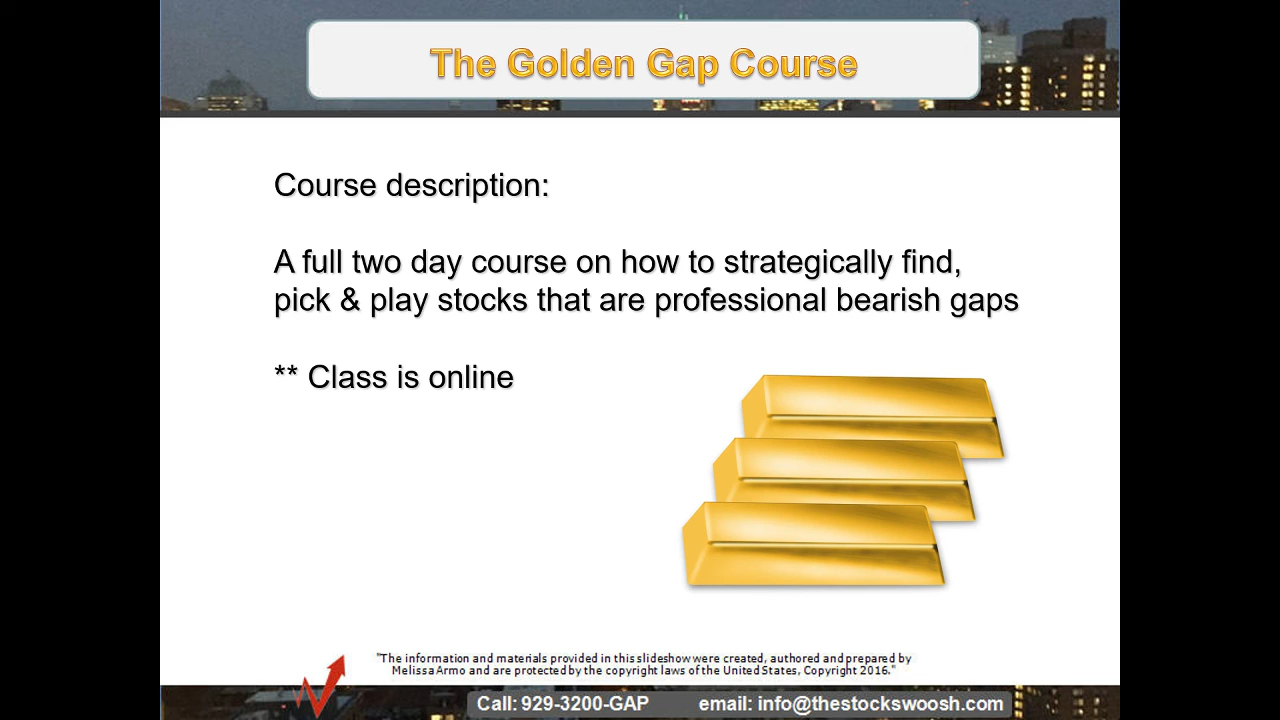 The Golden Gap Course
Course description:
A full two day course on how to strategically find,
pick & play stocks that are professional bearish gaps
** Class is online
"The information and materials provided in this slideshow were created, authored and prepared by
Melissa Armo and are protected by the copyright laws of the United States, Copyright 2016."
Call: 929-3200-GAP email: info@thestockswoosh.com